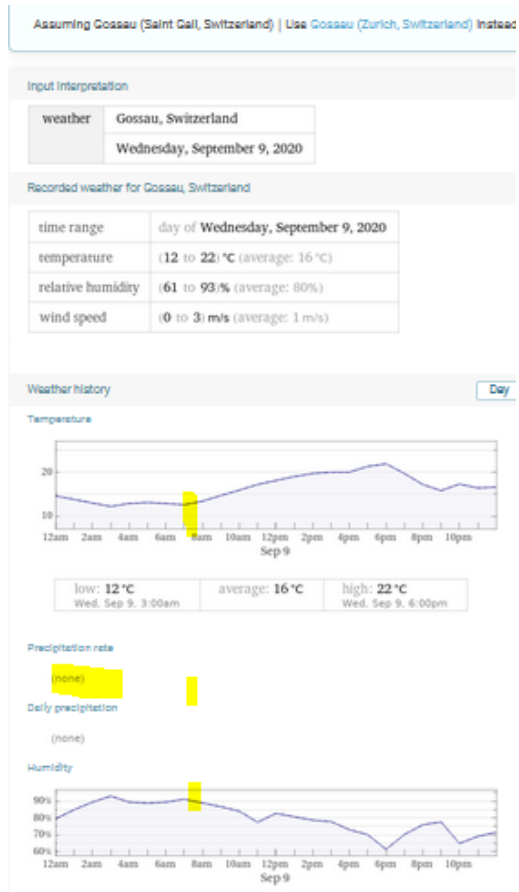 Assuming Gossau (Saint Gall, Switzerland) | Use Gossau (Zurich, Switzerland) instead
Input interpretation
weather Gossau, Switzerland
Wednesday, September 9, 2020
Recorded weather for Gossau, Switzerland
time range day of Wednesday, September 9, 2020
temperature (12 to 22) °C (average: 16 °C)
relative humidity (61 to 93)% (average: 80%)
wind speed (0 to 3) m/s (average: 1 m/s)
Weather history Day
Temperature
20
10
12am 2am 4am 6am 8am 10am 12pm 2pm 4pm 6pm 8pm 10pm
Sep 9
low: 12 °C average: 16 °C high: 22 °C
Wed, Sep 9, 3:00am Wed, Sep 9, 6:00pm
Precipitation rate
(none)
Daily precipitation
(none)
Humidity
90%
80%
70%
60%
12am 2am 4am 6am 8am 10am 12pm 2pm 4pm 6pm 8pm 10pm
Sep 9